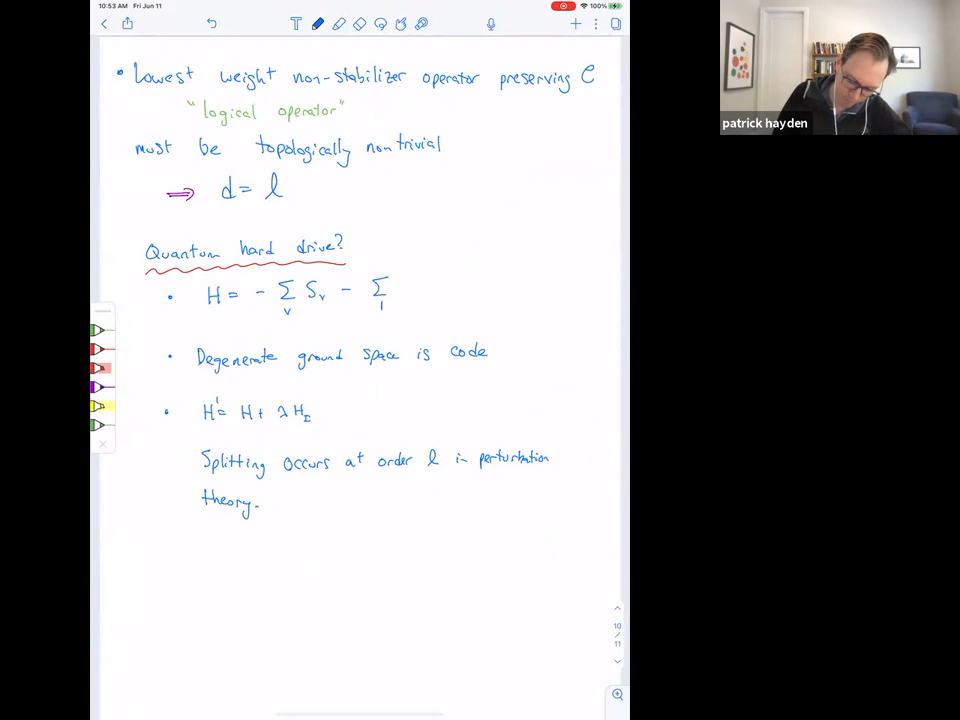 10:53 AM Fri Jun 11
100%
• Lowest weight non-stabilizer operator preserving C
"logical operator"
must be topologically nontrivial
⇒ d = l
Quantum hard drive?
• H = - Σ_v S_v - Σ
• Degenerate ground space is code
• H' = H + λ H_I
Splitting occurs at order l in perturbation
theory.
patrick hayden
10
/
11